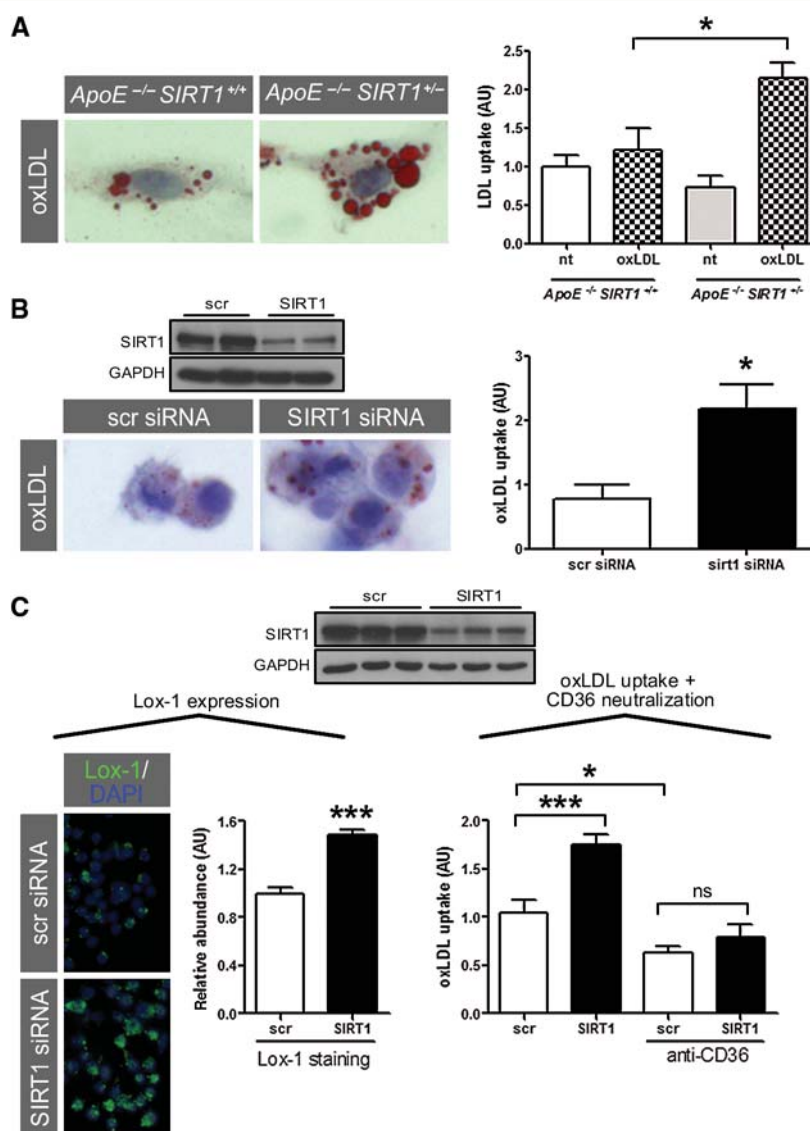 A
ApoE –/– SIRT1 +/+
ApoE –/– SIRT1 +/–
oxLDL
*
LDL uptake (AU)
2.5
2.0
1.5
1.0
0.5
0.0
nt
oxLDL
nt
oxLDL
ApoE -/- SIRT1 +/+
ApoE -/- SIRT1 +/-
B
scr
SIRT1
SIRT1
GAPDH
scr siRNA
SIRT1 siRNA
oxLDL
oxLDL uptake (AU)
3
2
1
0
*
scr siRNA
sirt1 siRNA
C
scr
SIRT1
SIRT1
GAPDH
Lox-1 expression
oxLDL uptake +
CD36 neutralization
Lox-1/
DAPI
scr siRNA
SIRT1 siRNA
Relative abundance (AU)
1.6
1.2
0.8
0.4
0.0
***
scr
SIRT1
Lox-1 staining
oxLDL uptake (AU)
2.0
1.5
1.0
0.5
0.0
*
***
ns
scr
SIRT1
scr
SIRT1
anti-CD36